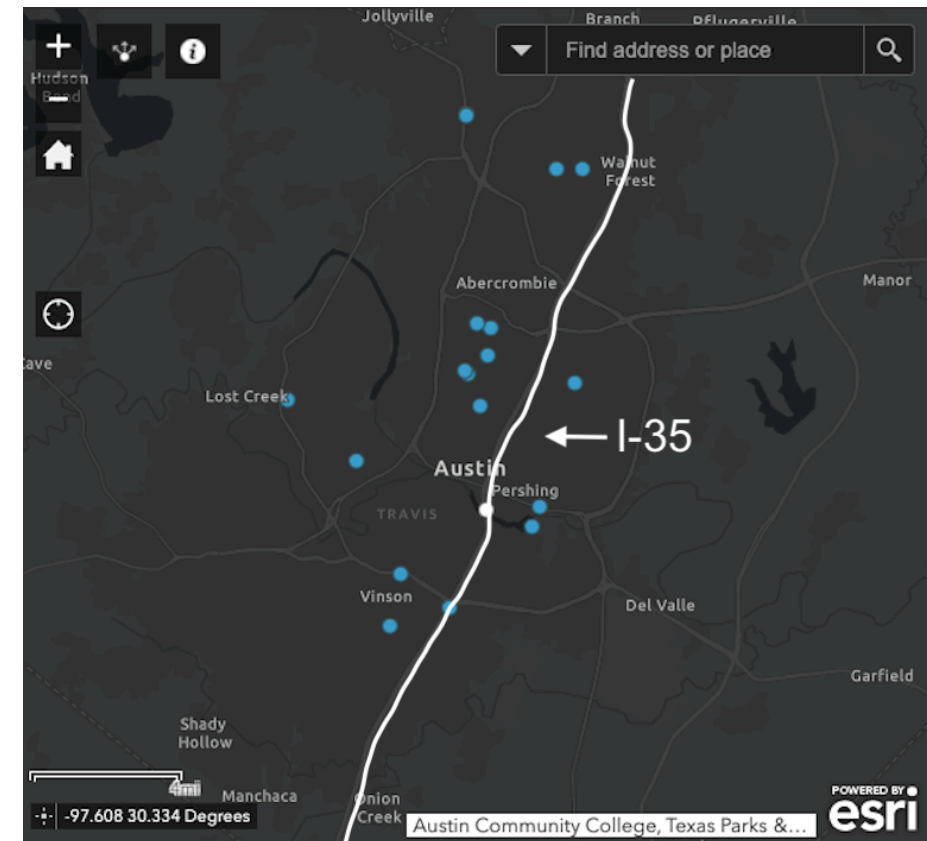 Jollyville
Branch
Pflugerville
Find address or place
Hudson
Bend
Walnut
Forest
Abercrombie
Manor
Cave
Lost Creek
I-35
Austin
Pershing
TRAVIS
Vinson
Del Valle
Garfield
Shady
Hollow
4mi
Manchaca
Onion
Creek
-97.608 30.334 Degrees
Austin Community College, Texas Parks &...
POWERED BY
esri